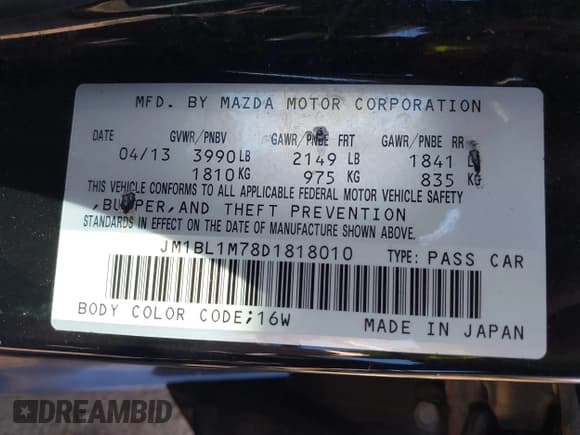 MFD. BY MAZDA MOTOR CORPORATION
DATE GVWR/PNBV GAWR/PNBE FRT GAWR/PNBE RR
04/13 3990 LB 2149 LB 1841
1810 KG 975 KG 835 KG
THIS VEHICLE CONFORMS TO ALL APPLICABLE FEDERAL MOTOR VEHICLE SAFETY
,BUMPER,AND THEFT PREVENTION
STANDARDS IN EFFECT ON THE DATE OF MANUFACTURE SHOWN ABOVE.
JM1BL1M78D1818010 TYPE: PASS CAR
BODY COLOR CODE;16W MADE IN JAPAN
DREAMBID